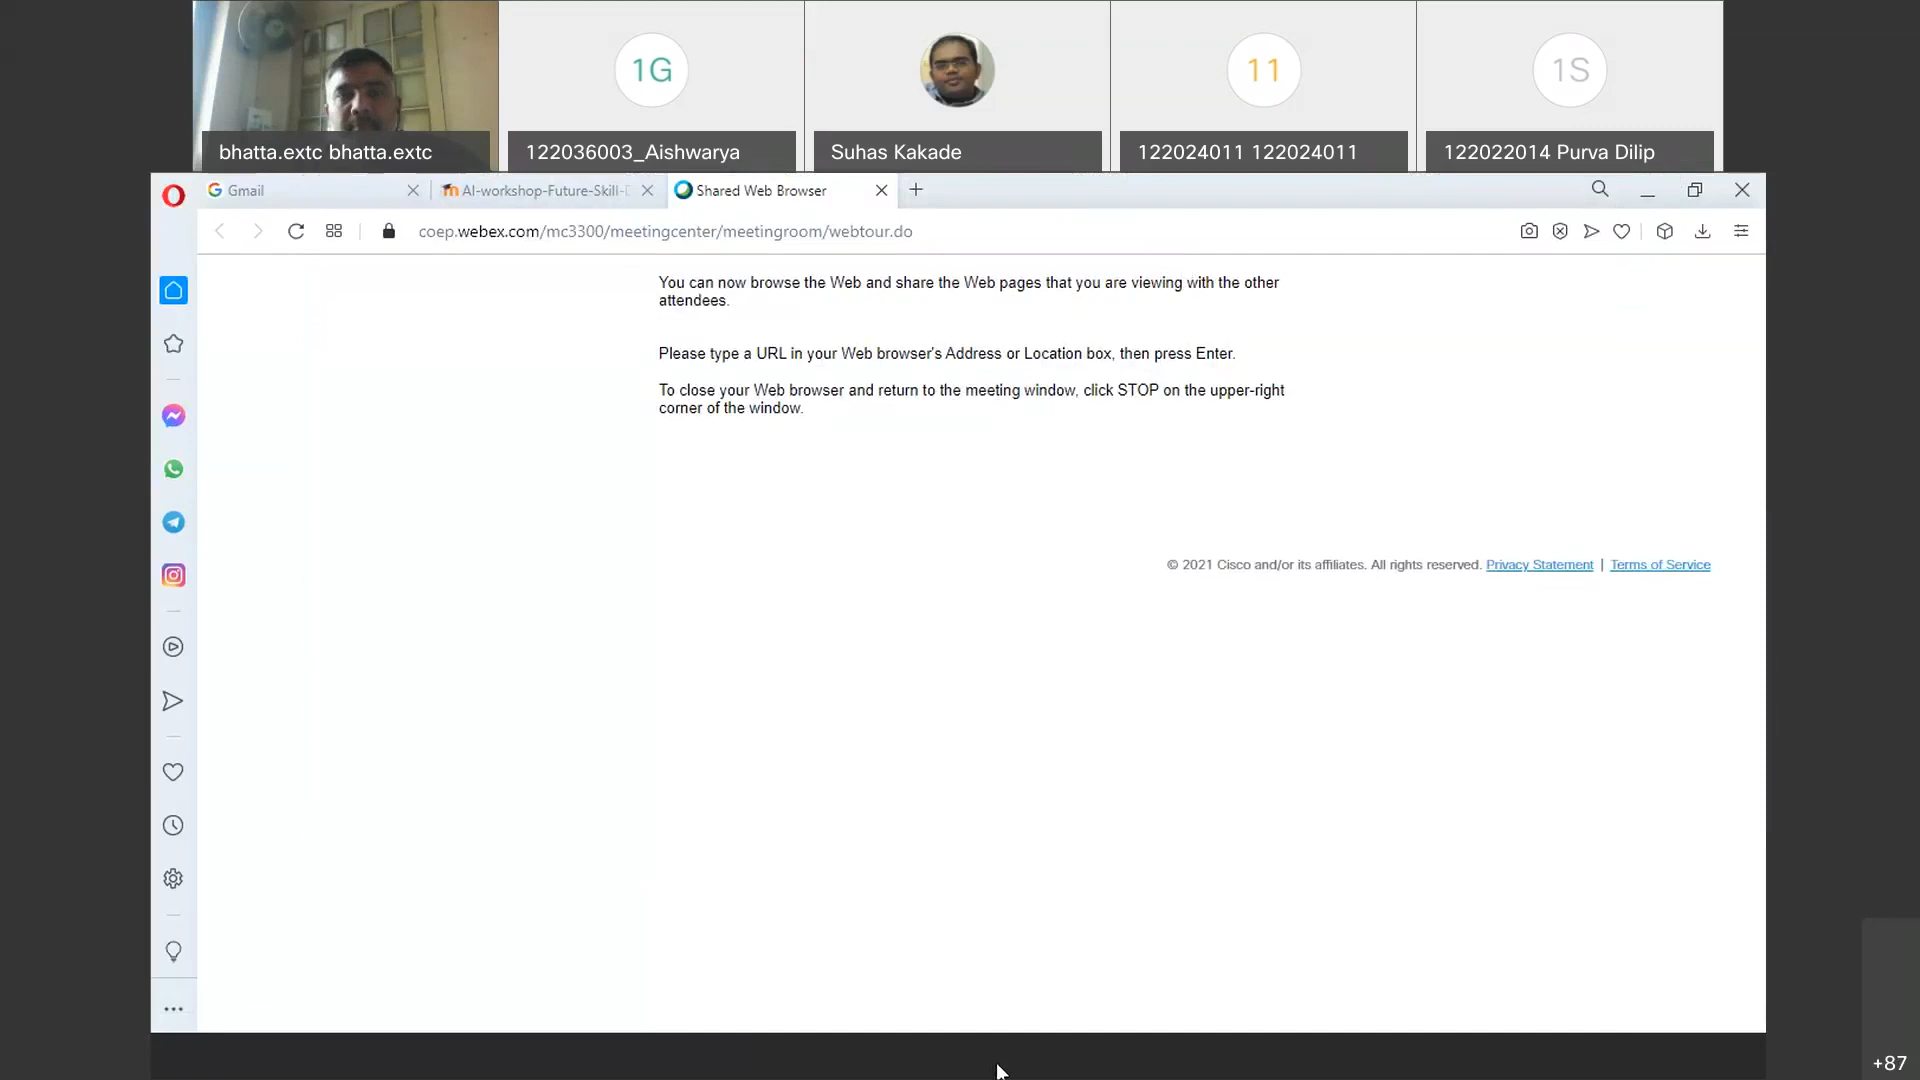 1G
11
1S
bhatta.extc bhatta.extc
122036003_Aishwarya
Suhas Kakade
122024011 122024011
122022014 Purva Dilip
Gmail
AI-workshop-Future-Skill-
Shared Web Browser
coep.webex.com/mc3300/meetingcenter/meetingroom/webtour.do
You can now browse the Web and share the Web pages that you are viewing with the other
attendees.
Please type a URL in your Web browser's Address or Location box, then press Enter.
To close your Web browser and return to the meeting window, click STOP on the upper-right
corner of the window.
© 2021 Cisco and/or its affiliates. All rights reserved. Privacy Statement | Terms of Service
+87